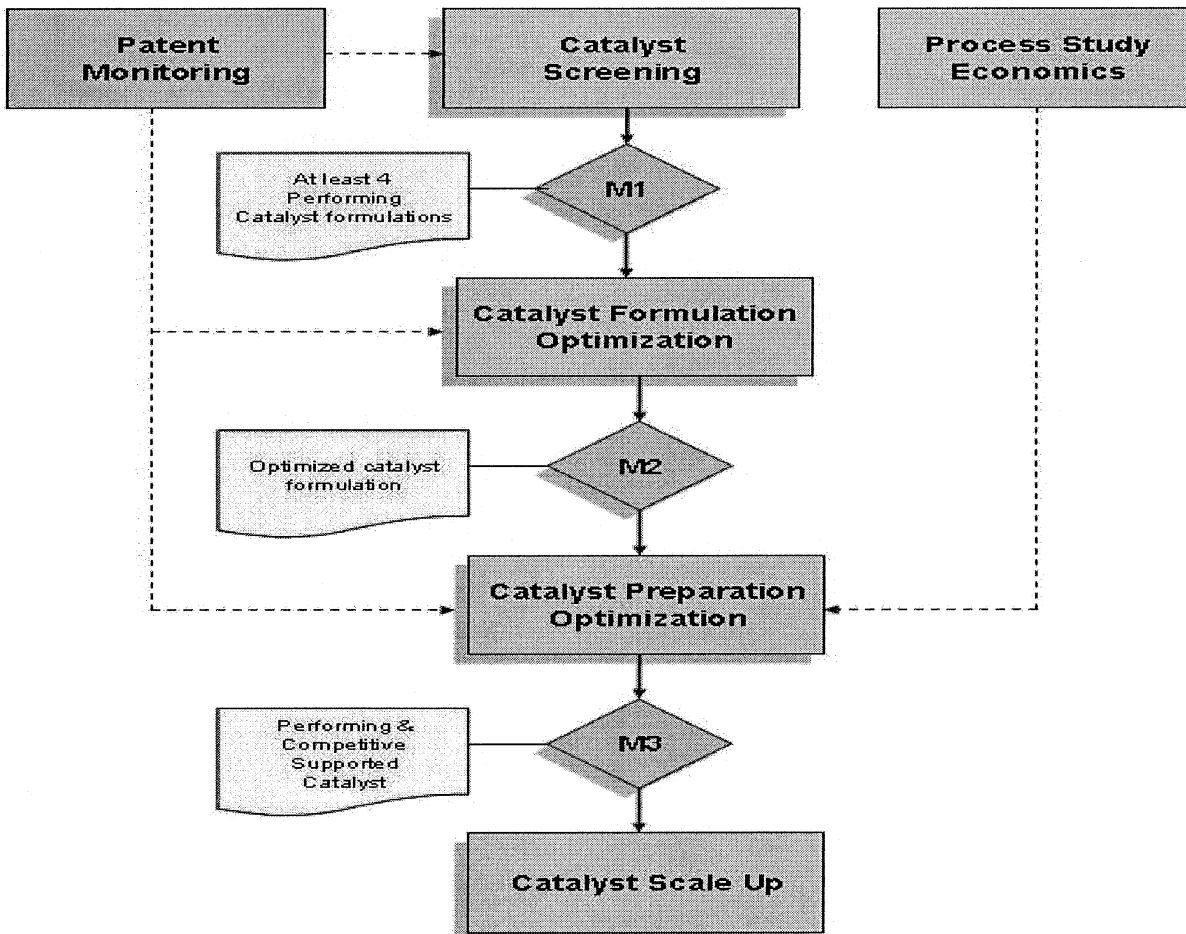 Patent
Monitoring
Catalyst
Screening
Process Study
Economics
At least 4
Performing
Catalyst formulations
M1
Catalyst Formulation
Optimization
Optimized catalyst
formulation
M2
Catalyst Preparation
Optimization
Performing &
Competitive
Supported
Catalyst
M3
Catalyst Scale Up